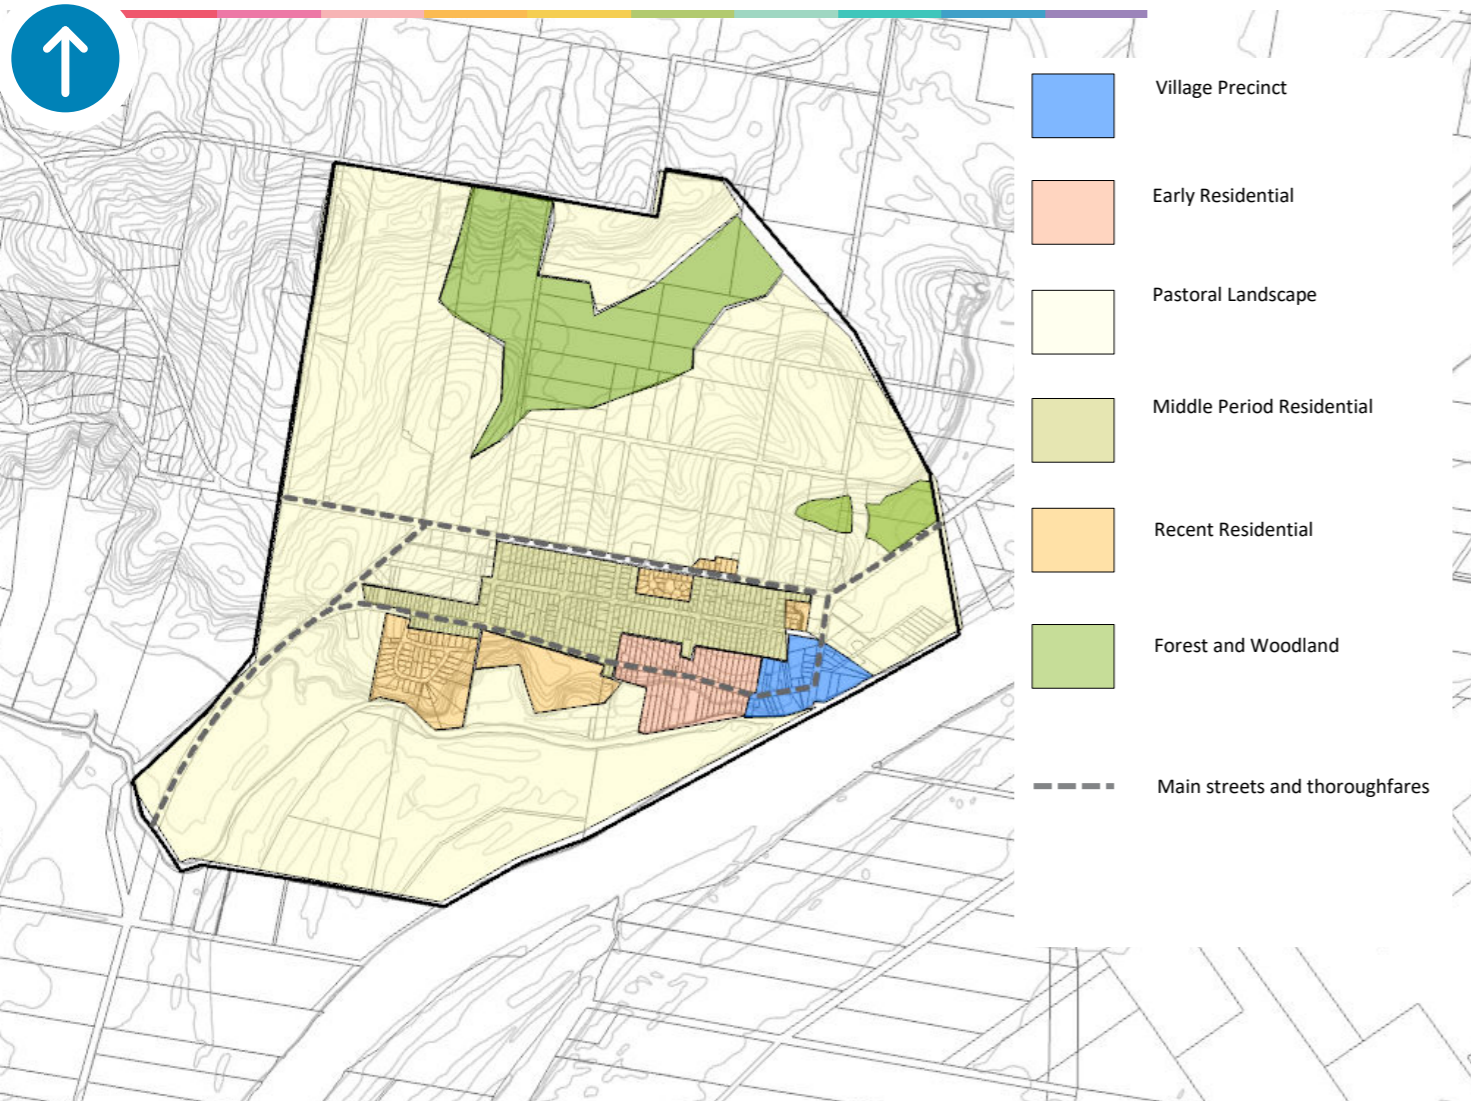 Village Precinct
Early Residential
Pastoral Landscape
Middle Period Residential
Recent Residential
Forest and Woodland
Main streets and thoroughfares